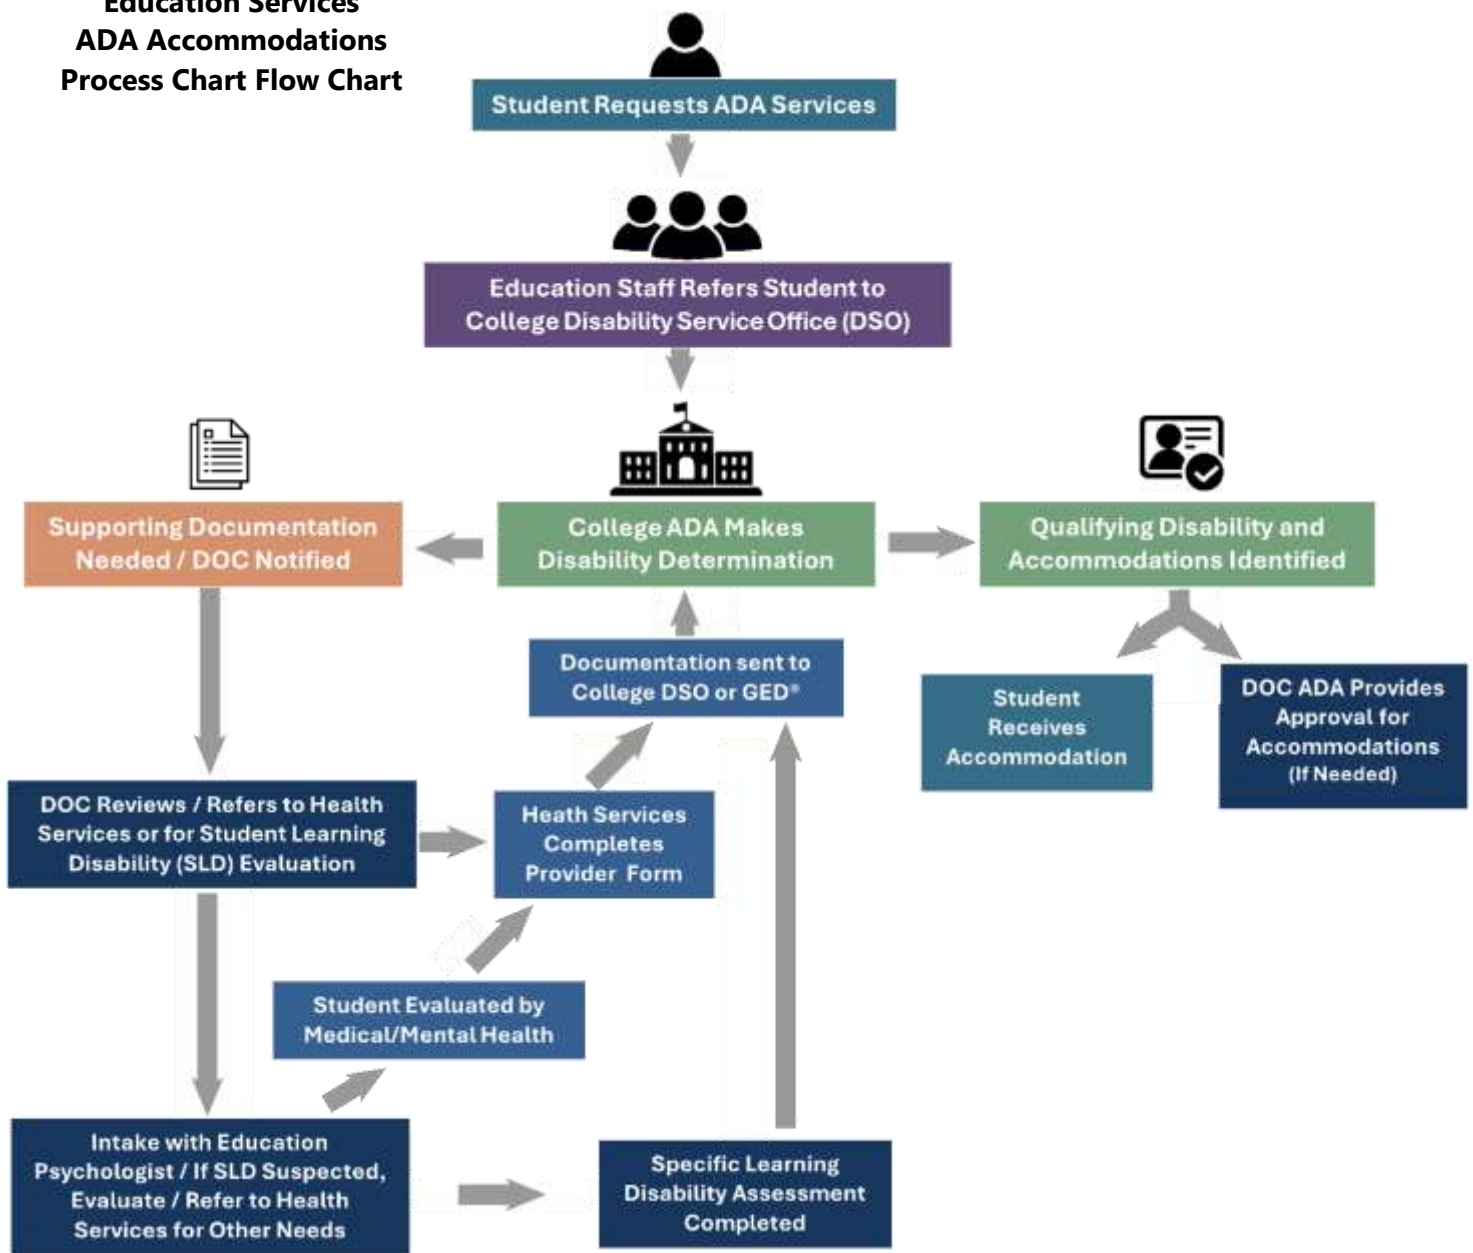 Education Services
ADA Accommodations
Process Chart Flow Chart
Student Requests ADA Services
Education Staff Refers Student to
College Disability Service Office (DSO)
Supporting Documentation
Needed / DOC Notified
College ADA Makes
Disability Determination
Qualifying Disability and
Accommodations Identified
Documentation sent to
College DSO or GED®
Student
Receives
Accommodation
DOC ADA Provides
Approval for
Accommodations
(If Needed)
DOC Reviews / Refers to Health
Services or for Student Learning
Disability (SLD) Evaluation
Heath Services
Completes
Provider Form
Student Evaluated by
Medical/Mental Health
Intake with Education
Psychologist / If SLD Suspected,
Evaluate / Refer to Health
Services for Other Needs
Specific Learning
Disability Assessment
Completed